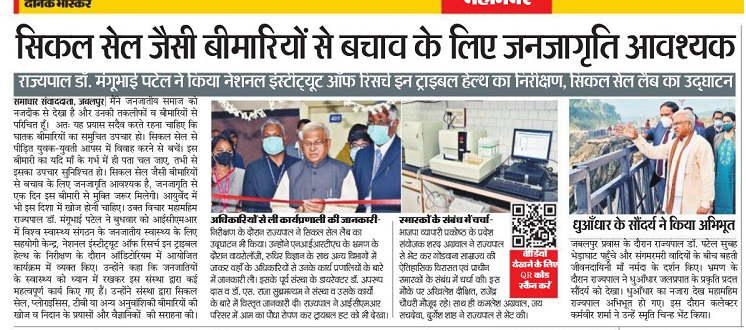 दैनिक भास्कर
महानगर
सिकल सेल जैसी बीमारियों से बचाव के लिए जनजागृति आवश्यक
राज्यपाल डॉ. मंगूभाई पटेल ने किया नेशनल इंस्टीट्यूट ऑफ रिसर्च इन ट्राइबल हेल्थ का निरीक्षण, सिकल सेल लैब का उद्घाटन
समाचार संवाददाता, जबलपुर| मैंने जनजातीय समाज को
नजदीक से देखा है और उनकी तकलीफों व बीमारियों से
परिचित हूँ। अतः यह प्रयास सदैव करते रहना चाहिए कि
घातक बीमारियों का समुचित उपचार हो। सिकल सेल से
पीड़ित युवक-युवती आपस में विवाह करने से बचें। इस
बीमारी का यदि माँ के गर्भ में ही पता चल जाए, तभी से
इसका उपचार सुनिश्चित हो। सिकल सेल जैसी बीमारियों
से बचाव के लिए जनजागृति आवश्यक है, जनजागृति से
एक दिन इस बीमारी से मुक्ति जरूर मिलेगी। आयुर्वेद में
भी इस दिशा में खोज होनी चाहिए। उक्त विचार महामहिम
राज्यपाल डॉ. मंगूभाई पटेल ने बुधवार को आईसीएमआर
में विश्व स्वास्थ्य संगठन के जनजातीय स्वास्थ्य के लिए
सहयोगी केन्द्र, नेशनल इंस्टीट्यूट ऑफ रिसर्च इन ट्राइबल
हेल्थ के निरीक्षण के दौरान ऑडिटोरियम में आयोजित
कार्यक्रम में व्यक्त किए। उन्होंने कहा कि जनजातियों
के स्वास्थ्य को ध्यान में रखकर इस संस्था द्वारा कई
महत्वपूर्ण कार्य किए गए हैं। उन्होंने संस्था द्वारा सिकल
सेल, फ्लोराेसिस, टीबी या अन्य अनुवांशिकी बीमारियों की
खोज व निदान के प्रयासों और वैज्ञानिकों की सराहना की।
अधिकारियों से ली कार्यप्रणाली की जानकारी-
निरीक्षण के दौरान राज्यपाल ने सिकल सेल लैब का
उद्घाटन भी किया। उन्होंने एनआईआरटीएच के भ्रमण के
दौरान वायरोलॉजी, रुधिर विज्ञान के साथ अन्य विभागों में
जाकर वहाँ के अधिकारियों से उनके कार्य प्रणालियों के बारे
में जानकारी ली। इसके पूर्व संस्था के डायरेक्टर डॉ. अपरूप
दास व डॉ. एस. राजा सुब्रमण्यम ने संस्था व उसके कार्यों
के बारे में विस्तृत जानकारी दी। राज्यपाल ने आईसीएमआर
परिसर में आम का पौधा रोपण कर ट्राइबल हट को भी देखा।
स्मारकों के संबंध में चर्चा-
भाजपा व्यापारी प्रकोष्ठ के प्रदेश
संयोजक शरद अग्रवाल ने राज्यपाल
से भेंट कर गोंडवाना साम्राज्य की
ऐतिहासिक विरासत एवं प्राचीन
स्मारकों के संबंध में चर्चा की। इस
मौके पर अखिलेश दीक्षित, राजेंद्र
चौधरी मौजूद रहे। साथ ही कमलेश अग्रवाल, जय
सचदेवा, दुर्गेश शाह ने राज्यपाल से भेंट की।
वीडियो
देखने के लिए
QR कोड
स्कैन करें
धुआँधार के सौंदर्य ने किया अभिभूत
जबलपुर प्रवास के दौरान राज्यपाल डॉ. पटेल सुबह
भेड़ाघाट पहुँचे और संगमरमरी वादियों के बीच बहती
जीवनदायिनी माँ नर्मदा के दर्शन किए। भ्रमण के
दौरान राज्यपाल ने धुआँधार जलप्रपात के प्रकृति प्रदत्त
सौंदर्य को देखा। धुआँधार का नजारा देख महामहिम
राज्यपाल अभिभूत हो गए। इस दौरान कलेक्टर
कर्मवीर शर्मा ने उन्हें स्मृति चिन्ह भी भेंट किया।